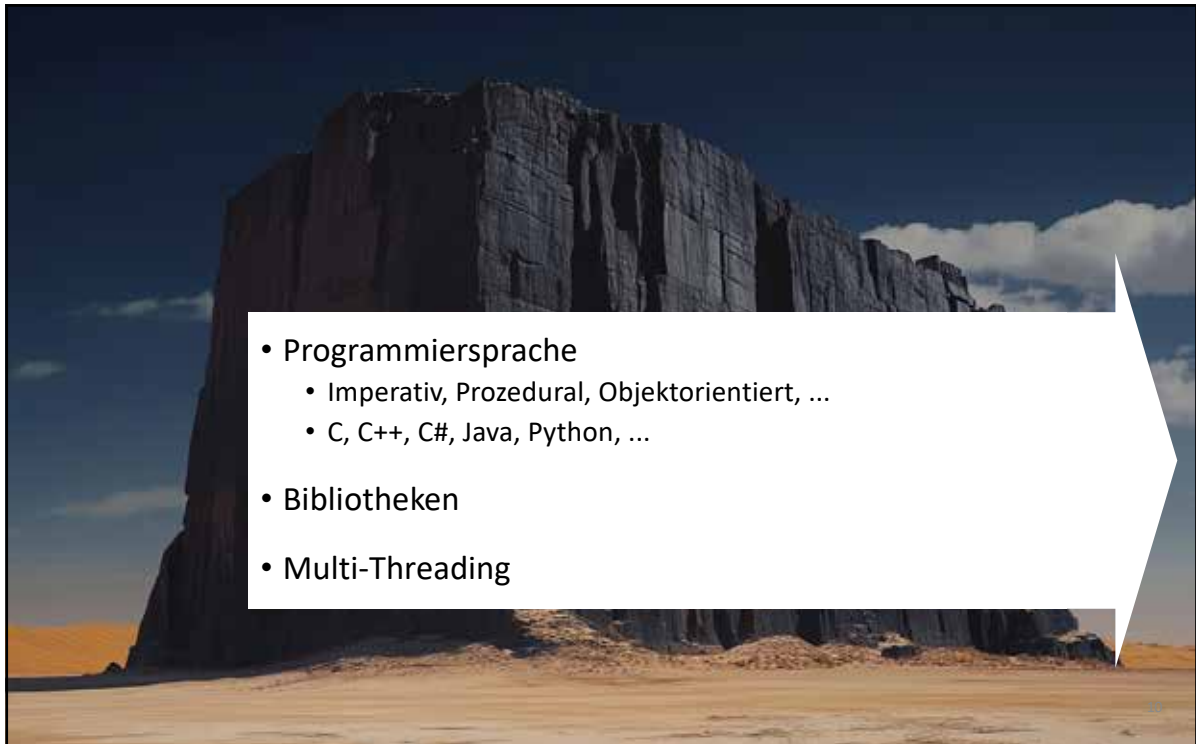 • Programmiersprache
• Imperativ, Prozedural, Objektorientiert, ...
• C, C++, C#, Java, Python, ...
• Bibliotheken
• Multi-Threading